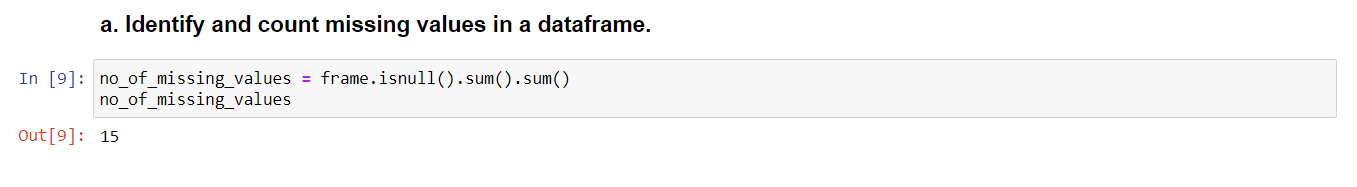 a. Identify and count missing values in a dataframe.
In [9]: no_of_missing_values = frame.isnull().sum().sum()
no_of_missing_values
Out[9]: 15